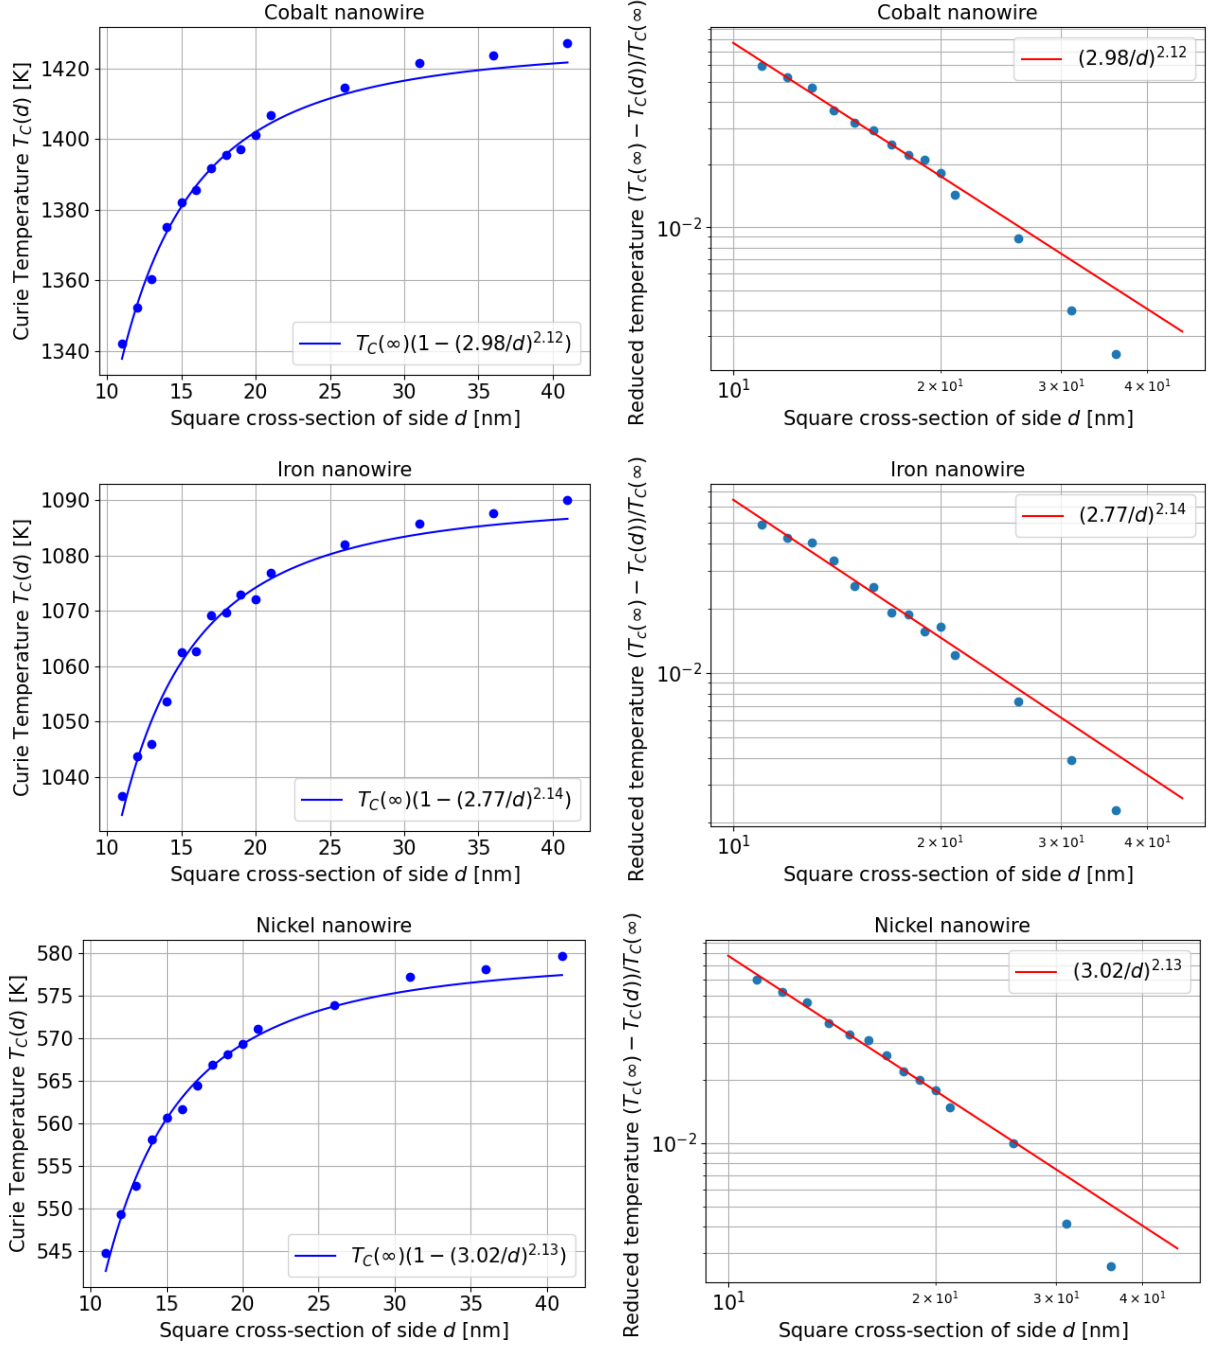 Cobalt nanowire
Curie Temperature T_C(d) [K]
1420
1400
1380
1360
1340
T_C(∞)(1 − (2.98/d)^2.12)
10 15 20 25 30 35 40
Square cross-section of side d [nm]
Cobalt nanowire
Reduced temperature (T_c(∞) − T_C(d))/T_C(∞)
(2.98/d)^2.12
10^−2
10^1 2 × 10^1 3 × 10^1 4 × 10^1
Square cross-section of side d [nm]
Iron nanowire
Curie Temperature T_C(d) [K]
1090
1080
1070
1060
1050
1040
T_C(∞)(1 − (2.77/d)^2.14)
10 15 20 25 30 35 40
Square cross-section of side d [nm]
Iron nanowire
Reduced temperature (T_c(∞) − T_C(d))/T_C(∞)
(2.77/d)^2.14
10^−2
10^1 2 × 10^1 3 × 10^1 4 × 10^1
Square cross-section of side d [nm]
Nickel nanowire
Curie Temperature T_C(d) [K]
580
575
570
565
560
555
550
545
T_C(∞)(1 − (3.02/d)^2.13)
10 15 20 25 30 35 40
Square cross-section of side d [nm]
Nickel nanowire
Reduced temperature (T_c(∞) − T_C(d))/T_C(∞)
(3.02/d)^2.13
10^−2
10^1 2 × 10^1 3 × 10^1 4 × 10^1
Square cross-section of side d [nm]